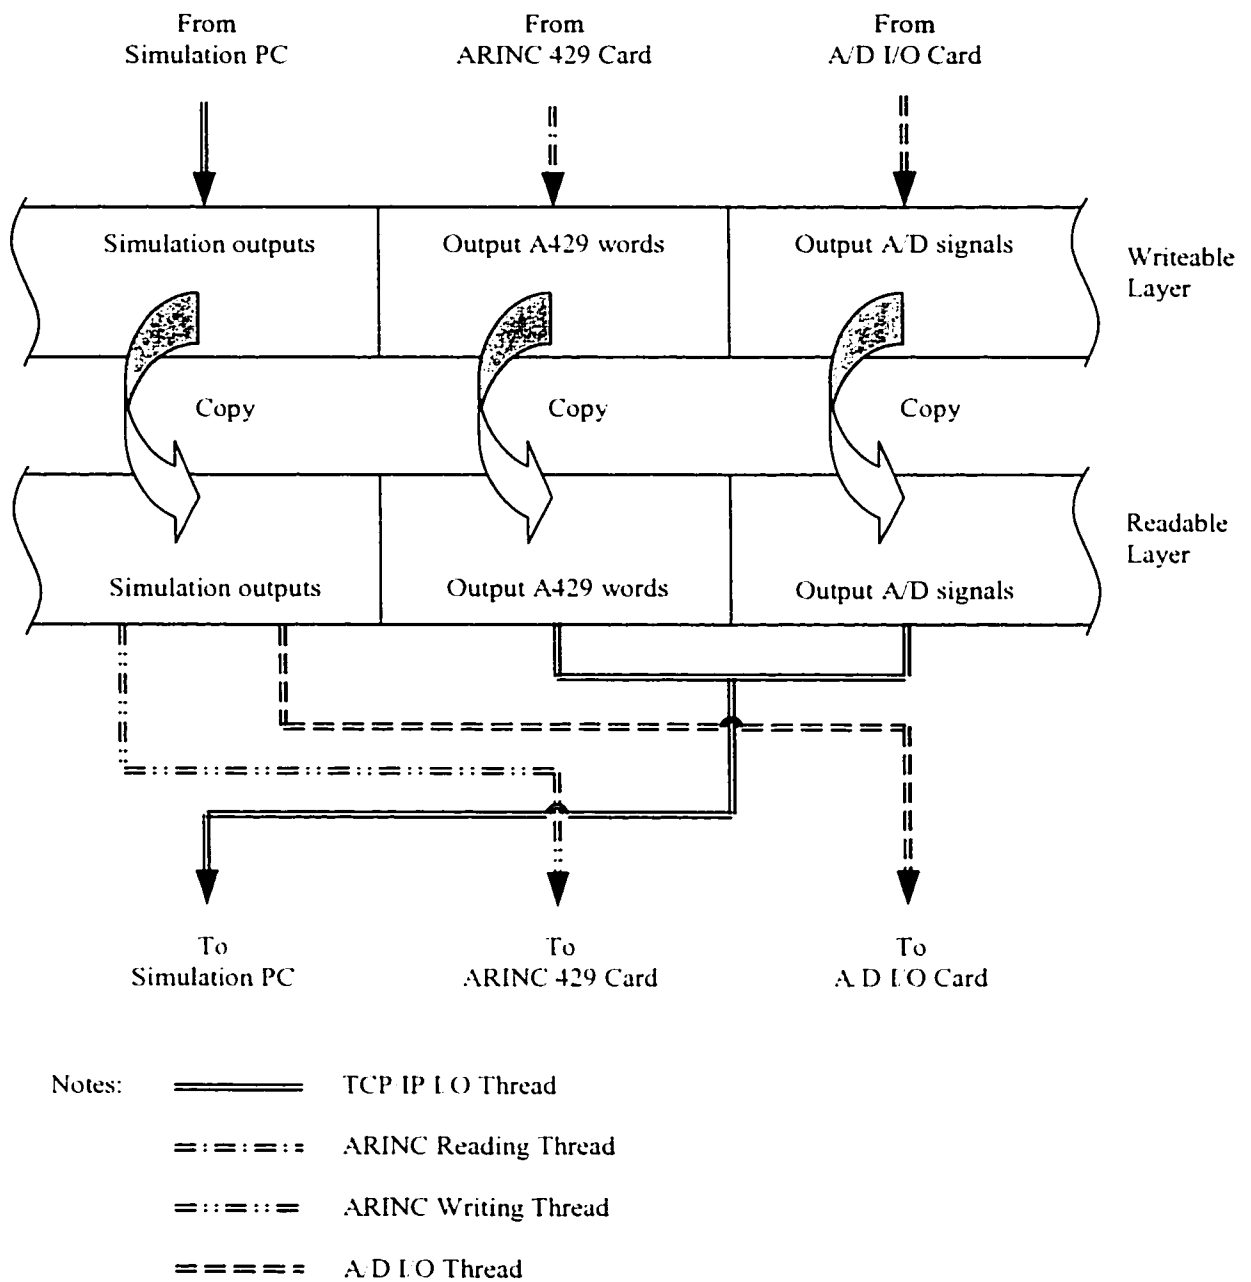 From
Simulation PC
From
ARINC 429 Card
From
A/D I/O Card
Simulation outputs
Output A429 words
Output A/D signals
Writeable
Layer
Copy
Copy
Copy
Readable
Layer
Simulation outputs
Output A429 words
Output A/D signals
To
Simulation PC
To
ARINC 429 Card
To
A/D I/O Card
Notes:
TCP/IP I/O Thread
ARINC Reading Thread
ARINC Writing Thread
A/D I/O Thread